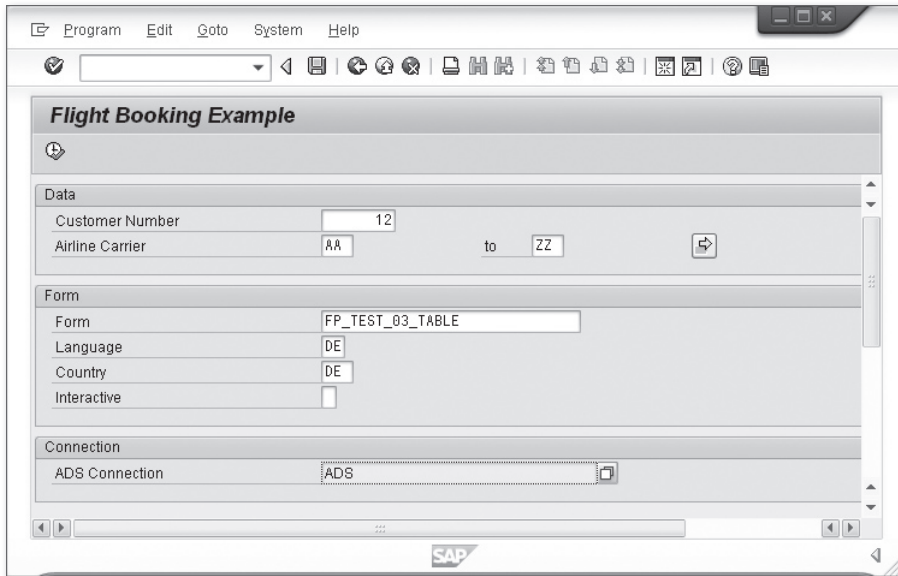 Program Edit Goto System Help
Flight Booking Example
Data
Customer Number 12
Airline Carrier AA to ZZ
Form
Form FP_TEST_03_TABLE
Language DE
Country DE
Interactive
Connection
ADS Connection ADS
SAP